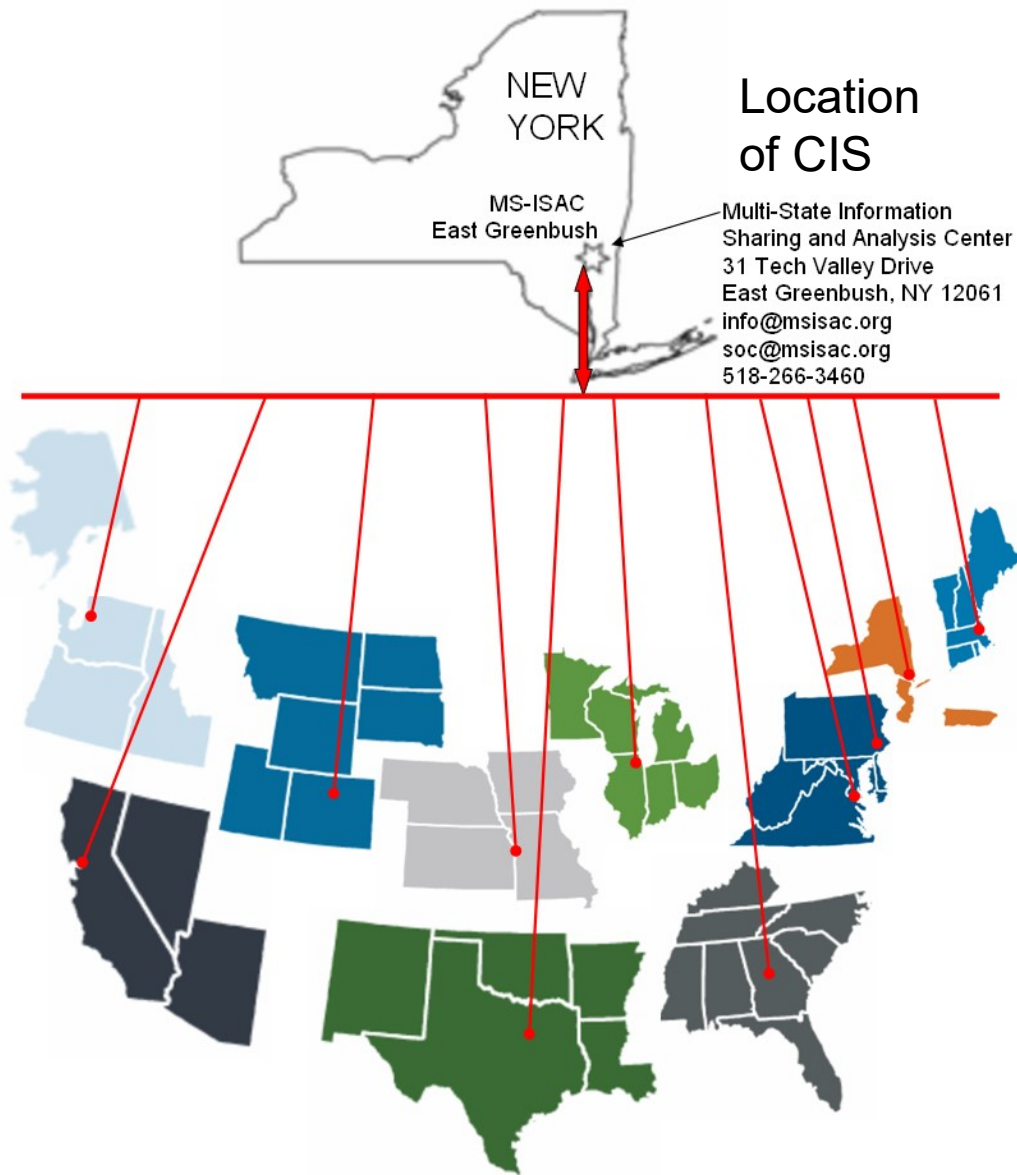 NEW
YORK
Location
of CIS
MS-ISAC
East Greenbush
Multi-State Information
Sharing and Analysis Center
31 Tech Valley Drive
East Greenbush, NY 12061
info@msisac.org
soc@msisac.org
518-266-3460